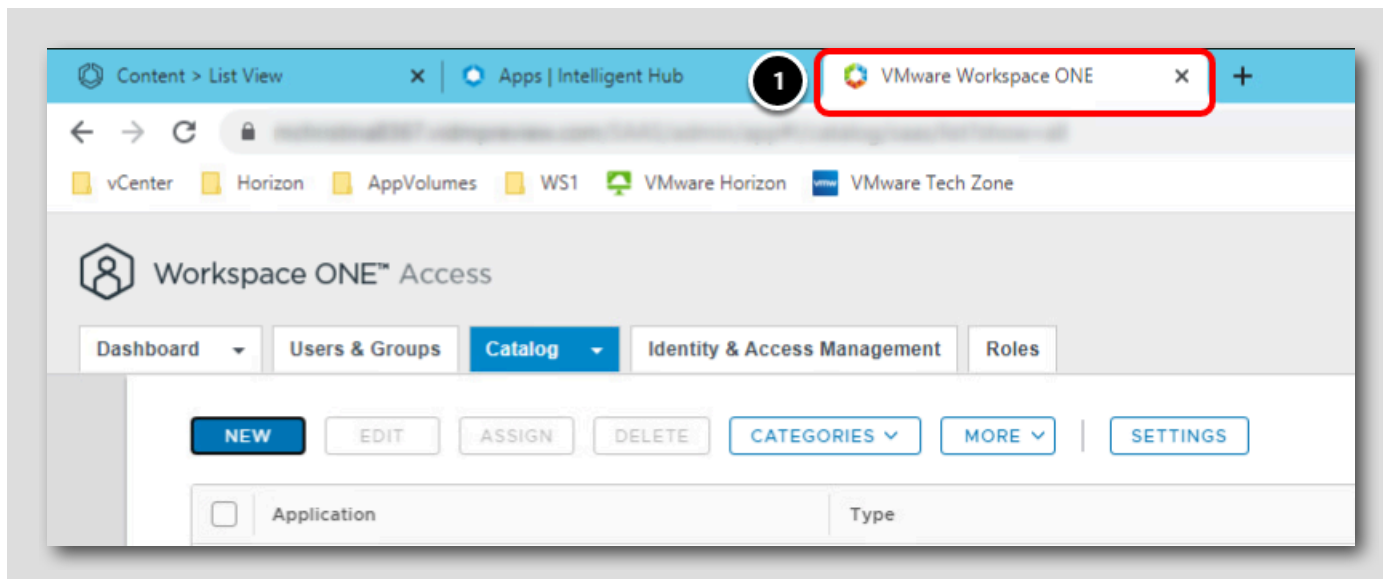 Content > List View Apps | Intelligent Hub 1 VMware Workspace ONE
vCenter Horizon AppVolumes WS1 VMware Horizon vmw VMware Tech Zone
Workspace ONE™ Access
Dashboard Users & Groups Catalog Identity & Access Management Roles
NEW EDIT ASSIGN DELETE CATEGORIES MORE SETTINGS
Application Type